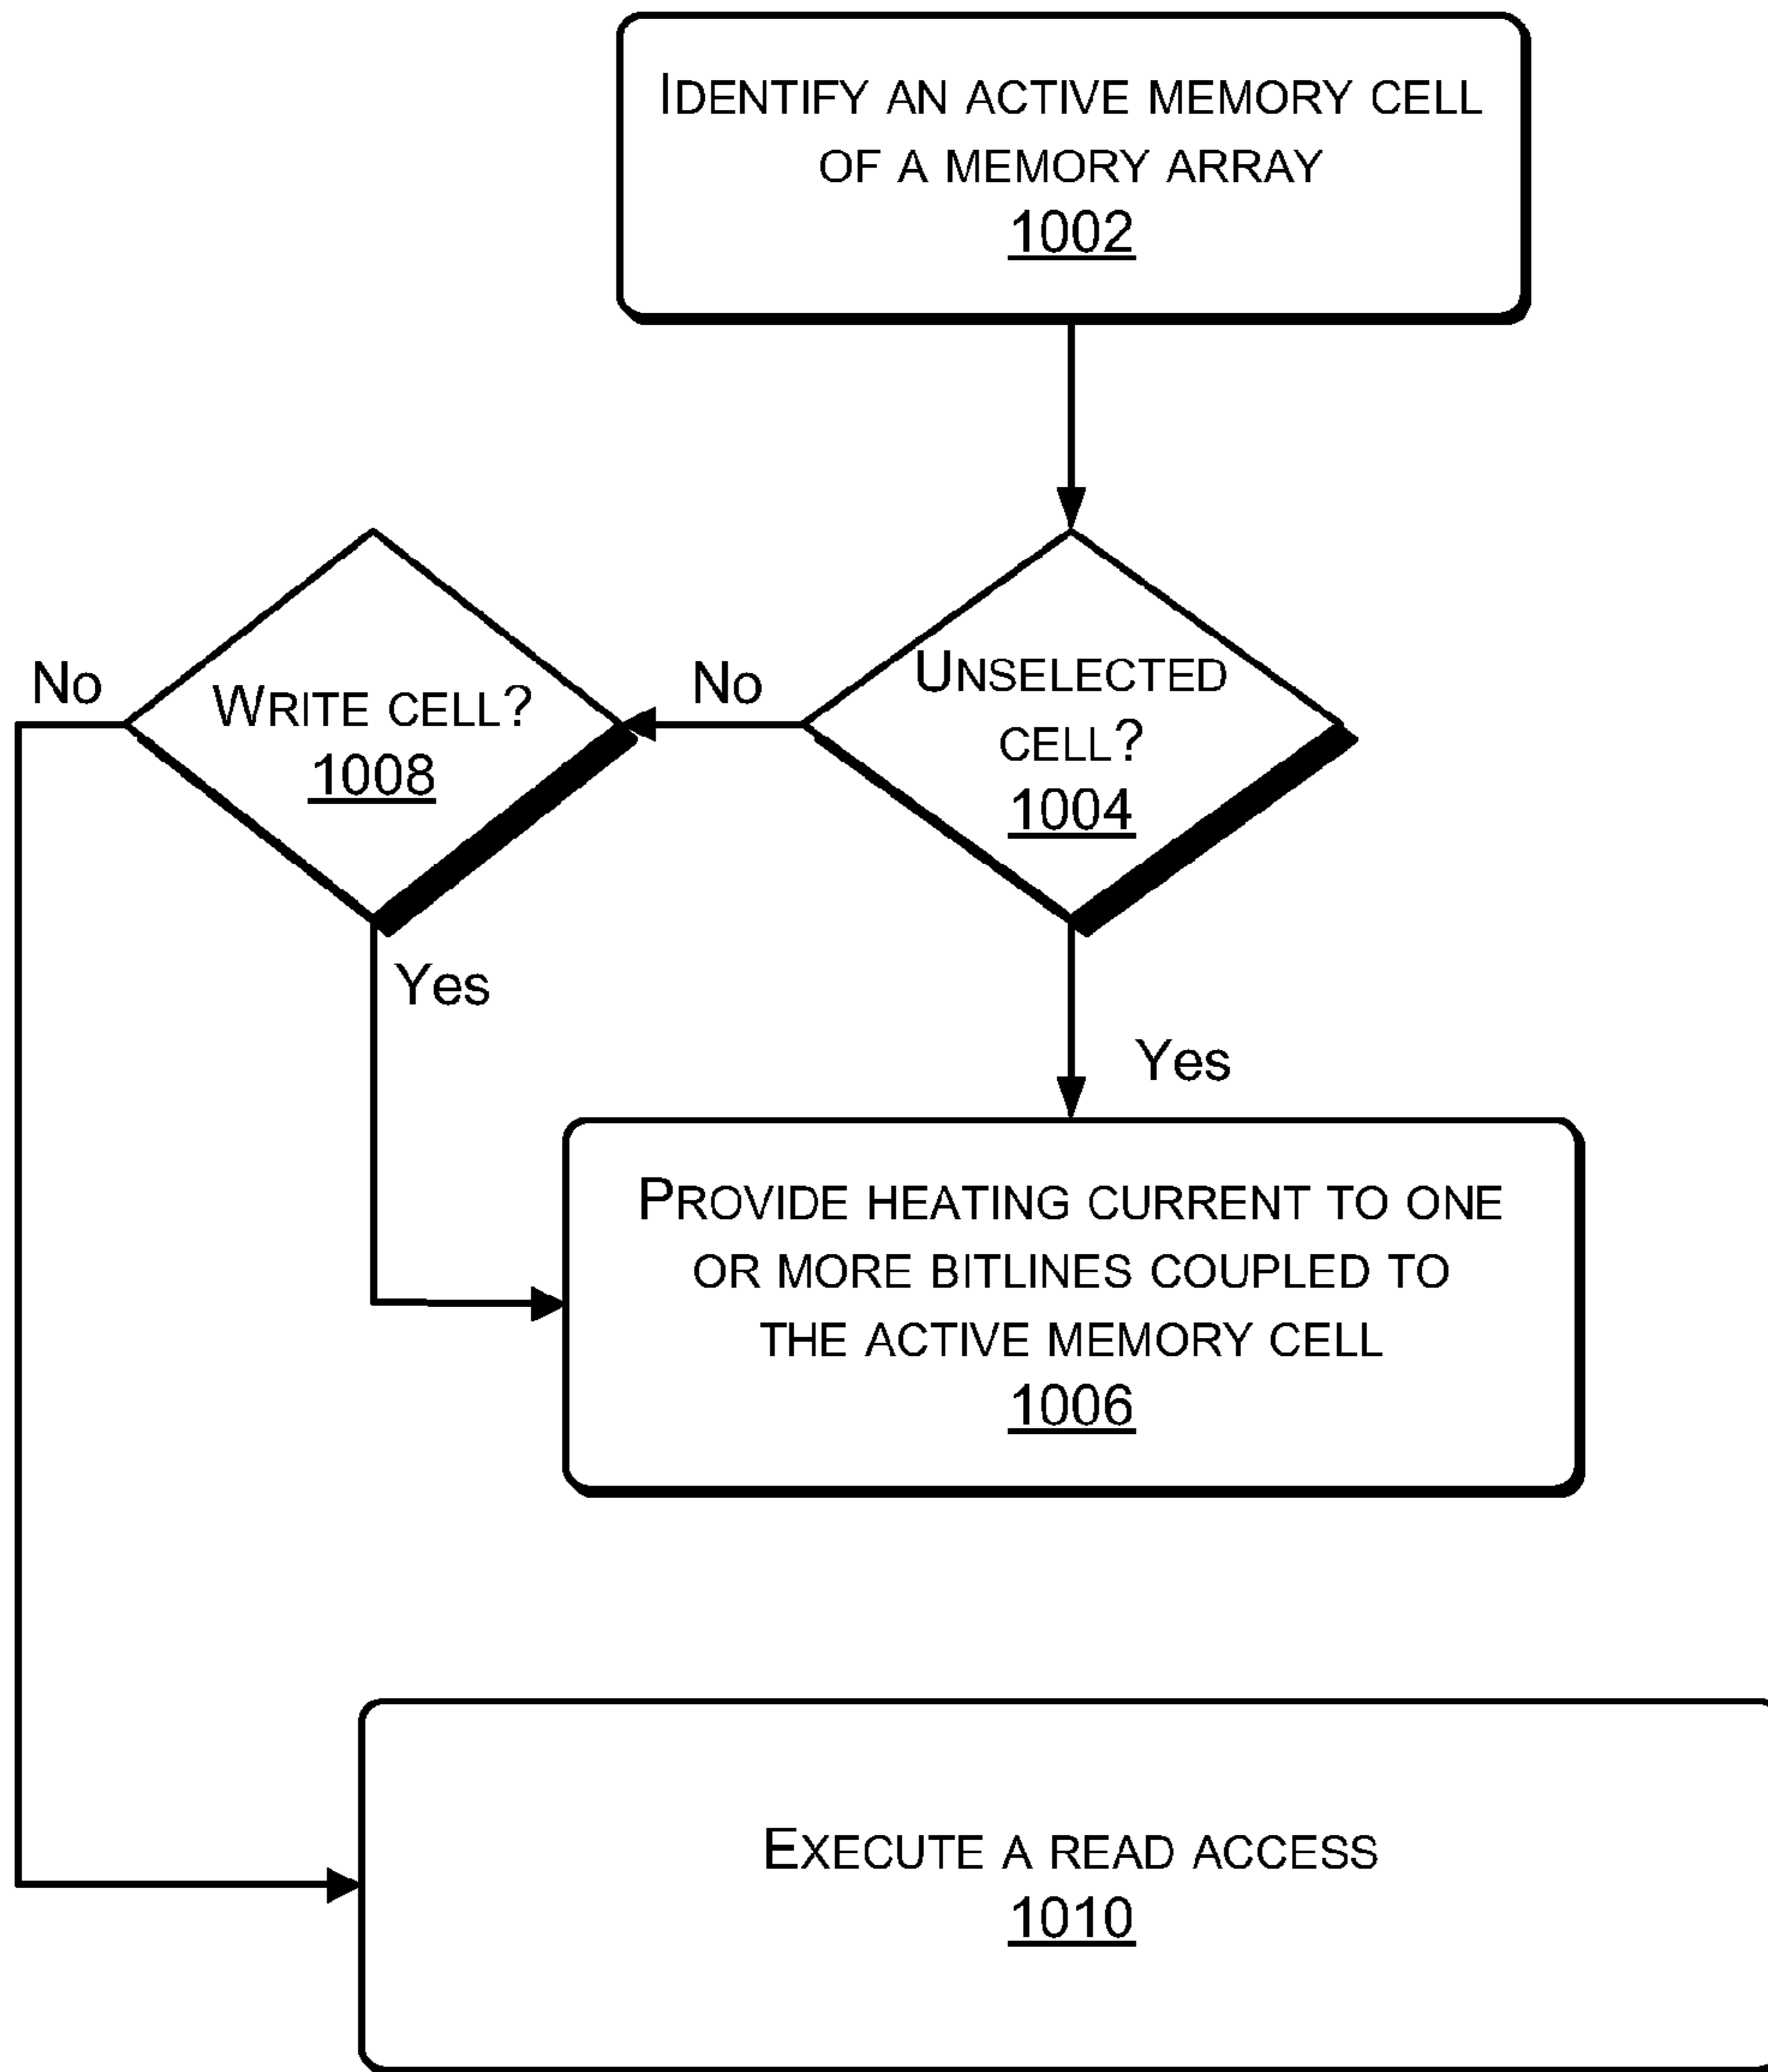 IDENTIFY AN ACTIVE MEMORY CELL
OF A MEMORY ARRAY
1002
No
WRITE CELL?
1008
No
UNSELECTED
CELL?
1004
Yes
Yes
PROVIDE HEATING CURRENT TO ONE
OR MORE BITLINES COUPLED TO
THE ACTIVE MEMORY CELL
1006
EXECUTE A READ ACCESS
1010